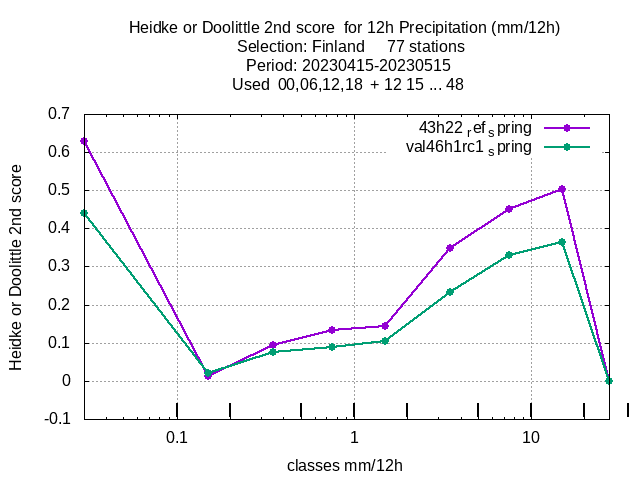 Heidke or Doolittle 2nd score  for 12h Precipitation (mm/12h)
Selection: Finland     77 stations
Period: 20230415-20230515
Used  00,06,12,18  + 12 15 ... 48
43h22 refspring
val46h1rc1 spring
Heidke or Doolittle 2nd score
0.7
0.6
0.5
0.4
0.3
0.2
0.1
0
-0.1
0.1
1
10
classes mm/12h